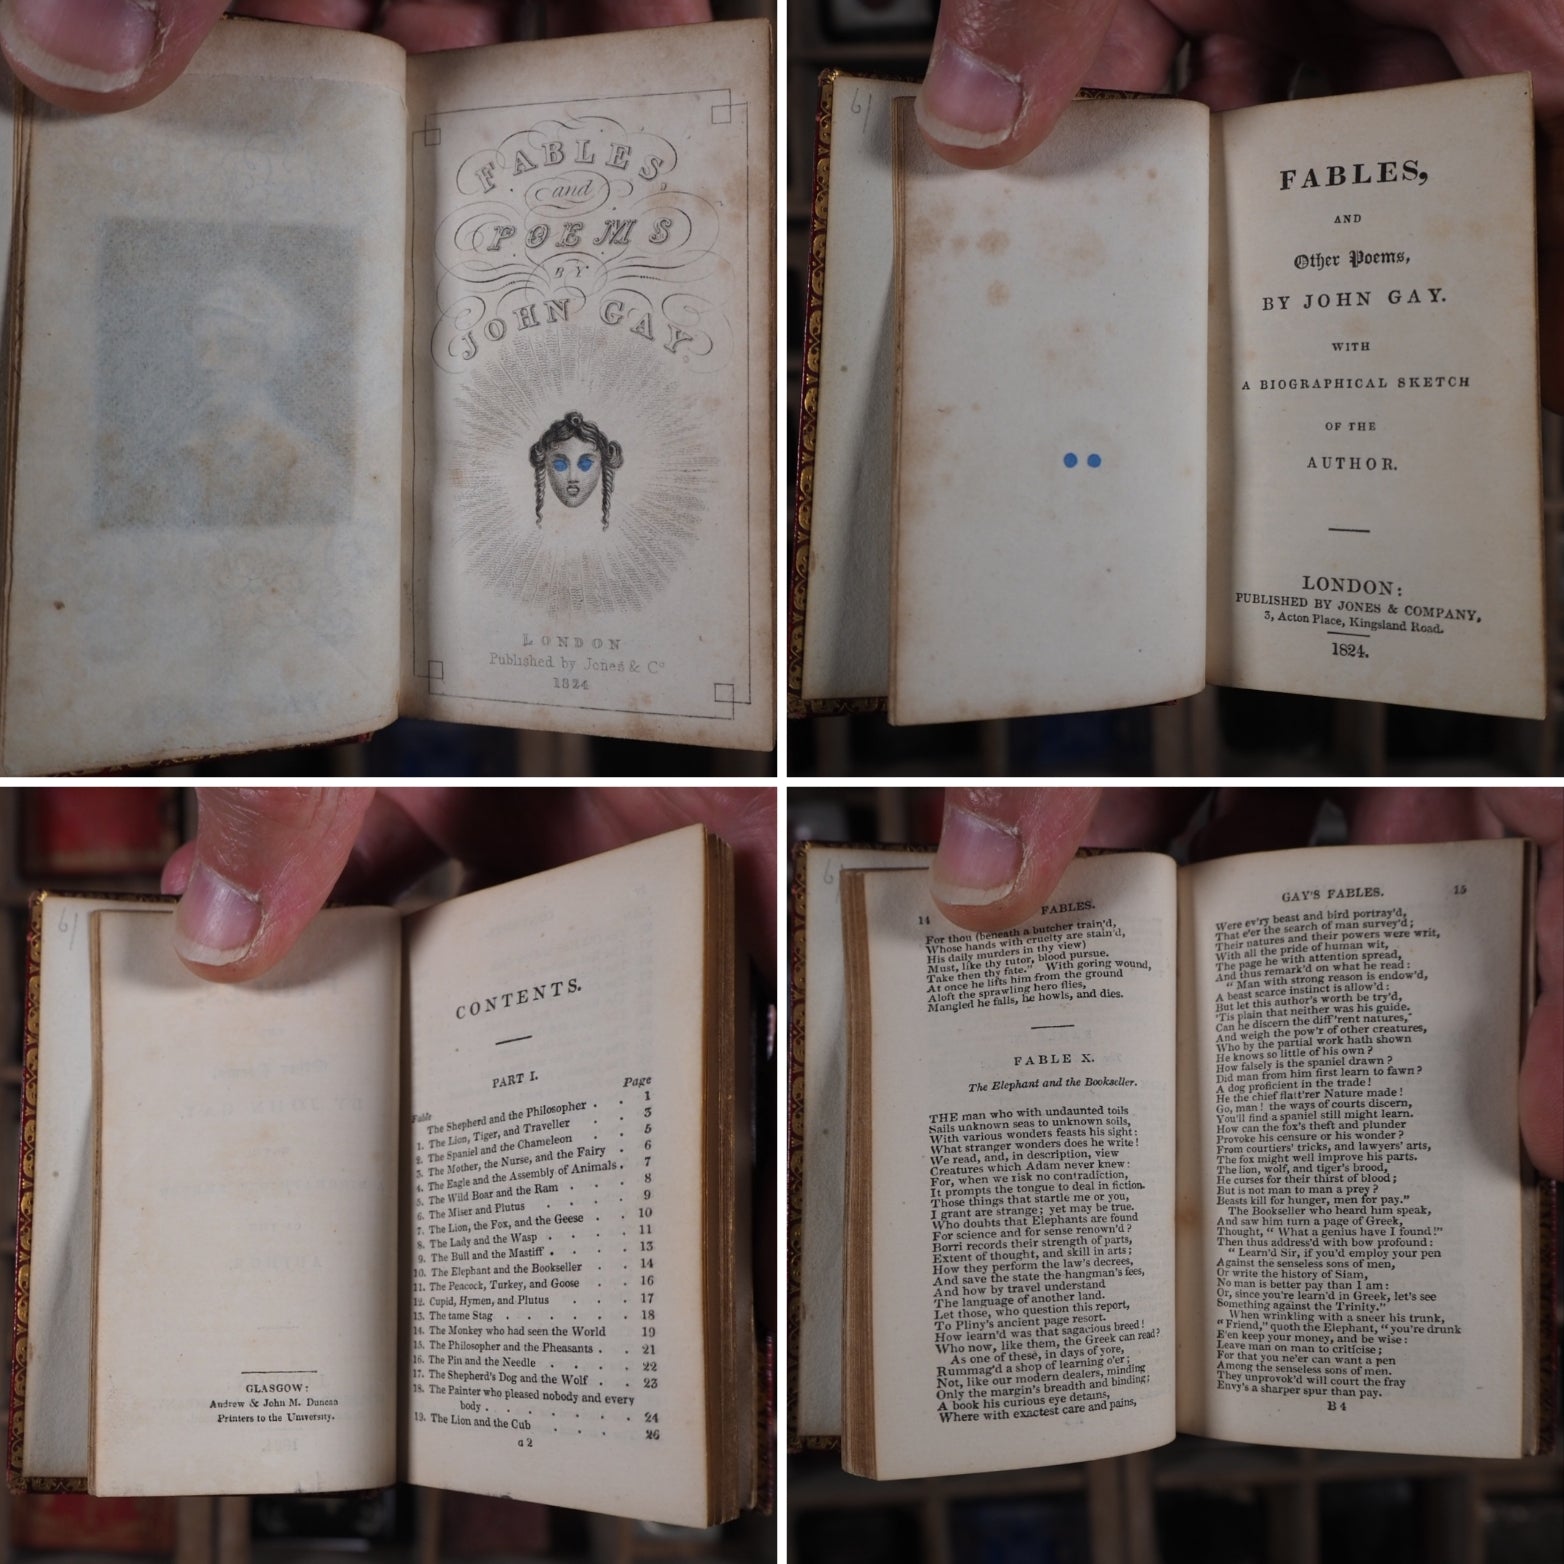 FABLES,
and
POEMS
BY
JOHN GAY.
LONDON
Published by Jones & Co
1824
61
FABLES,
AND
Other Poems,
BY JOHN GAY.
WITH
A BIOGRAPHICAL SKETCH
OF THE
AUTHOR.
LONDON:
PUBLISHED BY JONES & COMPANY,
3, Acton Place, Kingsland Road.
1824.
61
GLASGOW:
Andrew & John M. Duncan
Printers to the University.
CONTENTS.
PART I.
Fable Page
The Shepherd and the Philosopher . . 1
1. The Lion, Tiger, and Traveller . 3
2. The Spaniel and the Chameleon . . 5
3. The Mother, the Nurse, and the Fairy . 6
4. The Eagle and the Assembly of Animals . 7
5. The Wild Boar and the Ram . . . 8
6. The Miser and Plutus . . . . 9
7. The Lion, the Fox, and the Geese . . 10
8. The Lady and the Wasp . . . . 11
9. The Bull and the Mastiff . . . . 13
10. The Elephant and the Bookseller . . 14
11. The Peacock, Turkey, and Goose . . 16
12. Cupid, Hymen, and Plutus . . . 17
13. The tame Stag . . . . . . 18
14. The Monkey who had seen the World 19
15. The Philosopher and the Pheasants . . 21
16. The Pin and the Needle . . . . 22
17. The Shepherd's Dog and the Wolf . . 23
18. The Painter who pleased nobody and every
body . . . . . . . 24
19. The Lion and the Cub . . . . 26
a 2
6
14 FABLES.
For thou (beneath a butcher train'd,
Whose hands with cruelty are stain'd,
His daily murders in thy view)
Must, like thy tutor, blood pursue.
Take then thy fate." With goring wound,
At once he lifts him from the ground
Aloft the sprawling hero flies,
Mangled he falls, he howls, and dies.
FABLE X.
The Elephant and the Bookseller.
THE man who with undaunted toils
Sails unknown seas to unknown soils,
With various wonders feasts his sight:
What stranger wonders does he write!
We read, and, in description, view
Creatures which Adam never knew:
For, when we risk no contradiction,
It prompts the tongue to deal in fiction.
Those things that startle me or you,
I grant are strange; yet may be true.
Who doubts that Elephants are found
For science and for sense renown'd?
Borri records their strength of parts,
Extent of thought, and skill in arts;
How they perform the law's decrees,
And save the state the hangman's fees,
And how by travel understand
The language of another land.
Let those, who question this report,
To Pliny's ancient page resort.
How learn'd was that sagacious breed!
Who now, like them, the Greek can read?
As one of these, in days of yore,
Rummag'd a shop of learning o'er;
Not, like our modern dealers, minding
Only the margin's breadth and binding;
A book his curious eye detains,
Where with exactest care and pains,
GAY'S FABLES. 15
Were ev'ry beast and bird portray'd,
That e'er the search of man survey'd;
Their natures and their powers were writ,
With all the pride of human wit,
The page he with attention spread,
And thus remark'd on what he read:
"Man with strong reason is endow'd,
A beast scarce instinct is allow'd:
But let this author's worth be try'd,
'Tis plain that neither was his guide.
Can he discern the diff'rent natures,
And weigh the pow'r of other creatures,
Who by the partial work hath shown
He knows so little of his own?
How falsely is the spaniel drawn?
Did man from him first learn to fawn?
A dog proficient in the trade!
He the chief flatt'rer Nature made!
Go, man! the ways of courts discern,
You'll find a spaniel still might learn.
How can the fox's theft and plunder
Provoke his censure or his wonder?
From courtiers' tricks, and lawyers' arts,
The fox might well improve his parts.
The lion, wolf, and tiger's brood,
He curses for their thirst of blood;
But is not man to man a prey?
Beasts kill for hunger, men for pay."
The Bookseller who heard him speak,
And saw him turn a page of Greek,
Thought, "What a genius have I found!"
Then thus address'd with bow profound:
"Learn'd Sir, if you'd employ your pen
Against the senseless sons of men,
Or write the history of Siam,
No man is better pay than I am:
Or, since you're learn'd in Greek, let's see
Something against the Trinity."
When wrinkling with a sneer his trunk,
"Friend," quoth the Elephant, "you're drunk
E'en keep your money, and be wise:
Leave man on man to criticise;
For that you ne'er can want a pen
Among the senseless sons of men.
They unprovok'd will court the fray
Envy's a sharper spur than pay.
B 4